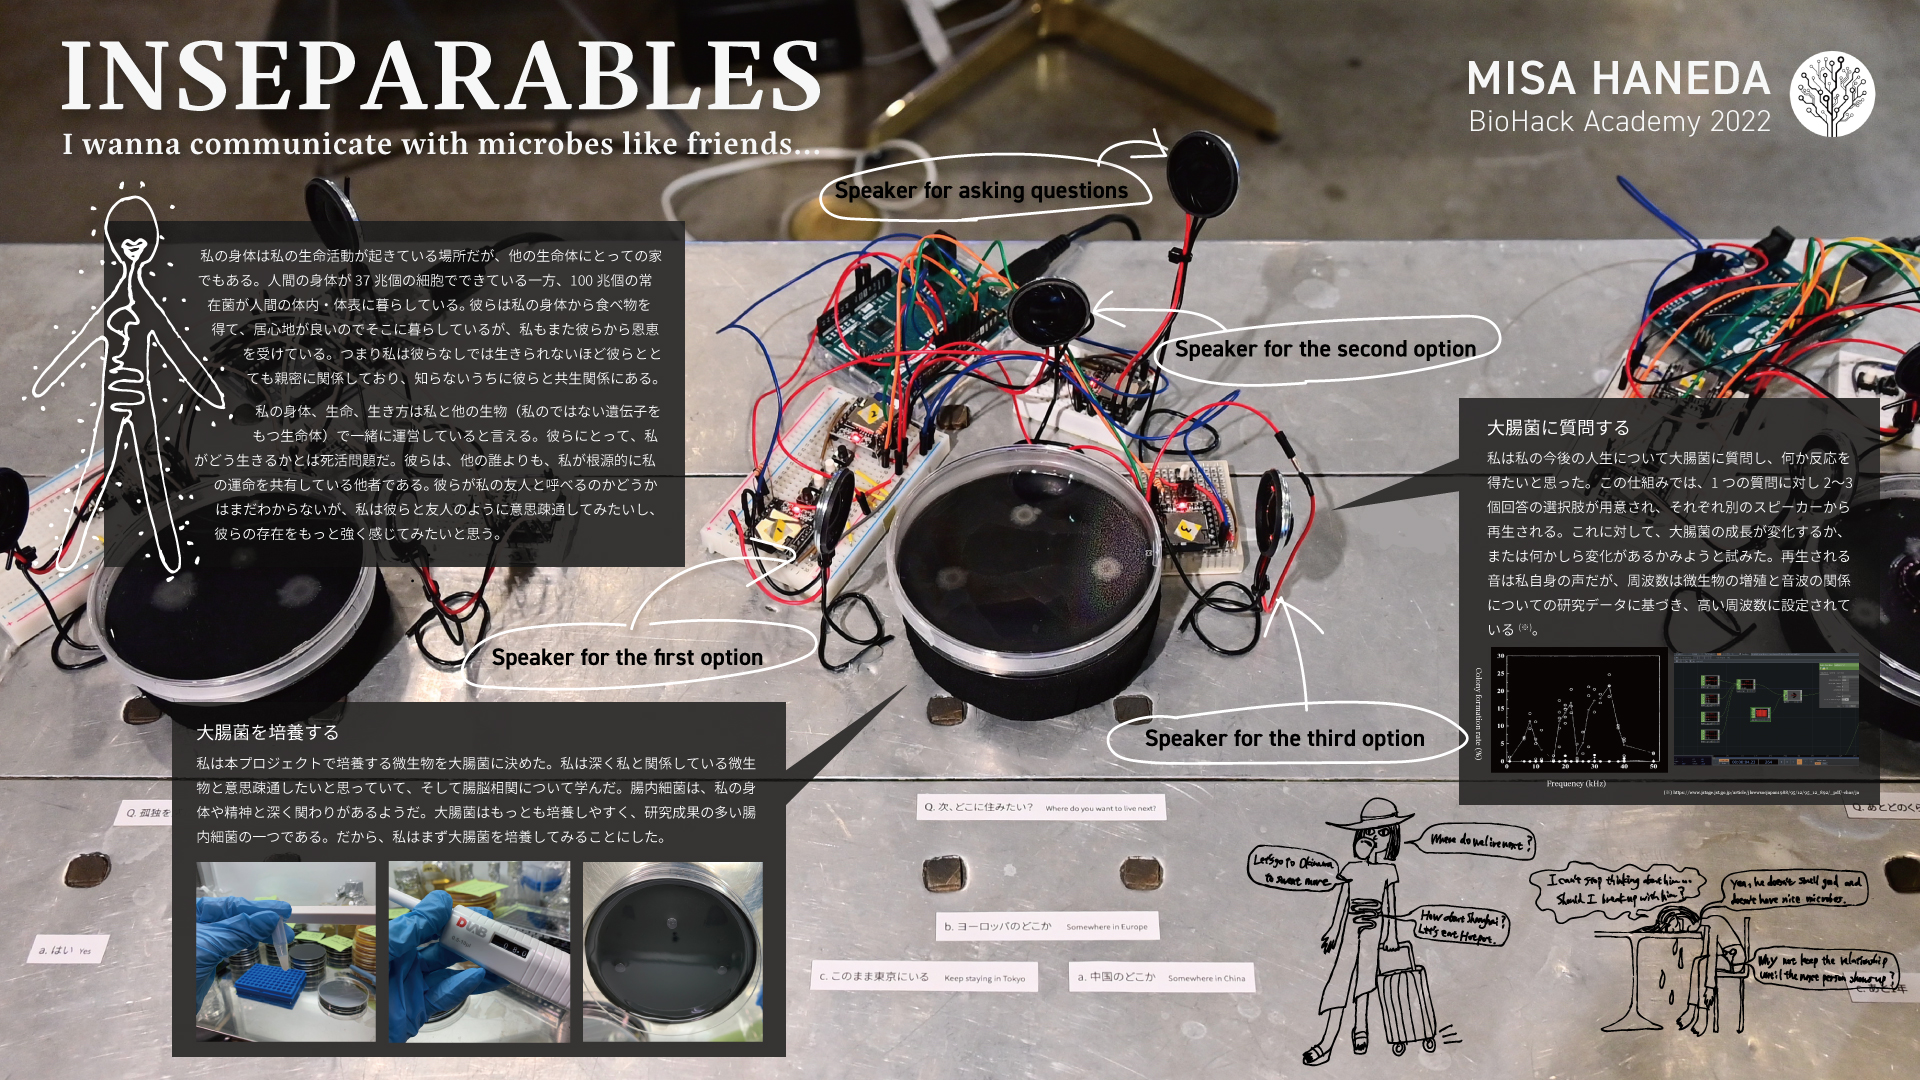 INSEPARABLES
I wanna communicate with microbes like friends...
MISA HANEDA
BioHack Academy 2022
Speaker for asking questions
Speaker for the second option
Speaker for the first option
Speaker for the third option
私の身体は私の生命活動が起きている場所だが、他の生命体にとっての家
でもある。人間の身体が 37 兆個の細胞でできている一方、100 兆個の常
在菌が人間の体内・体表に暮らしている。彼らは私の身体から食べ物を
得て、居心地が良いのでそこに暮らしているが、私もまた彼らから恩恵
を受けている。つまり私は彼らなしでは生きられないほど彼らとと
ても親密に関係しており、知らないうちに彼らと共生関係にある。
私の身体、生命、生き方は私と他の生物（私のではない遺伝子を
もつ生命体）で一緒に運営していると言える。彼らにとって、私
がどう生きるかとは死活問題だ。彼らは、他の誰よりも、私が根源的に私
の運命を共有している他者である。彼らが私の友人と呼べるのかどうか
はまだわからないが、私は彼らと友人のように意思疎通してみたいし、
彼らの存在をもっと強く感じてみたいと思う。
大腸菌に質問する
私は私の今後の人生について大腸菌に質問し、何か反応を
得たいと思った。この仕組みでは、1 つの質問に対し 2〜3
個回答の選択肢が用意され、それぞれ別のスピーカーから
再生される。これに対して、大腸菌の成長が変化するか、
または何かしら変化があるかみようと試みた。再生される
音は私自身の声だが、周波数は微生物の増殖と音波の関係
についての研究データに基づき、高い周波数に設定されて
いる (※)。
Colony formation rate (%)
30
25
20
15
10
5
0
0 10 20 30 40 50
Frequency (kHz)
大腸菌を培養する
私は本プロジェクトで培養する微生物を大腸菌に決めた。私は深く私と関係している微生
物と意思疎通したいと思っていて、そして腸脳相関について学んだ。腸内細菌は、私の身
体や精神と深く関わりがあるようだ。大腸菌はもっとも培養しやすく、研究成果の多い腸
内細菌の一つである。だから、私はまず大腸菌を培養してみることにした。
DLAB
Q. 孤独を
a. はい Yes
Q. 次、どこに住みたい？ Where do you want to live next?
b. ヨーロッパのどこか Somewhere in Europe
c. このまま東京にいる Keep staying in Tokyo
a. 中国のどこか Somewhere in China
Where do we live next?
Let's go to Okinawa
to sweat more.
How about Shanghai?
Let's eat Hotpot.
I can't stop thinking about him...
Should I break up with him?
yea, he doesn't smell good and
doesn't have nice microbes.
Why not keep the relationship
until the next person shows up?